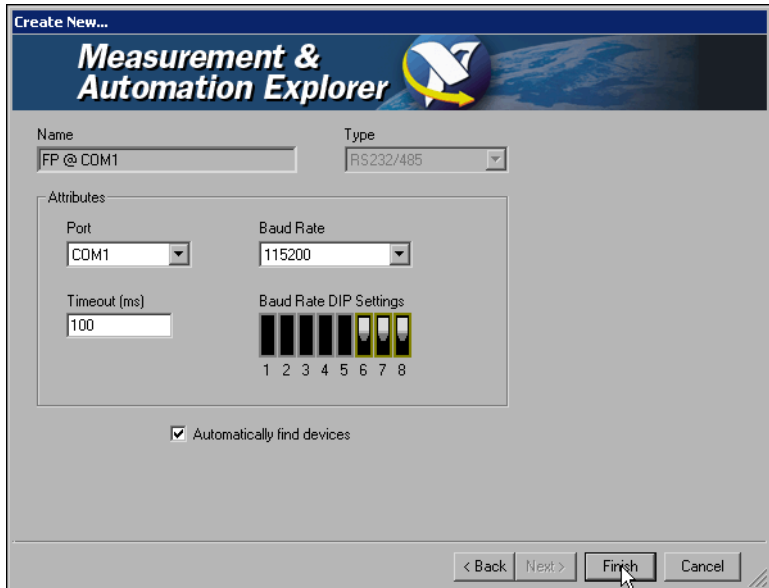 Create New...
Measurement &
Automation Explorer
Name
Type
FP @ COM1
RS232/485
Attributes
Port
Baud Rate
COM1
115200
Timeout (ms)
Baud Rate DIP Settings
100
1 2 3 4 5 6 7 8
Automatically find devices
< Back
Next >
Finish
Cancel